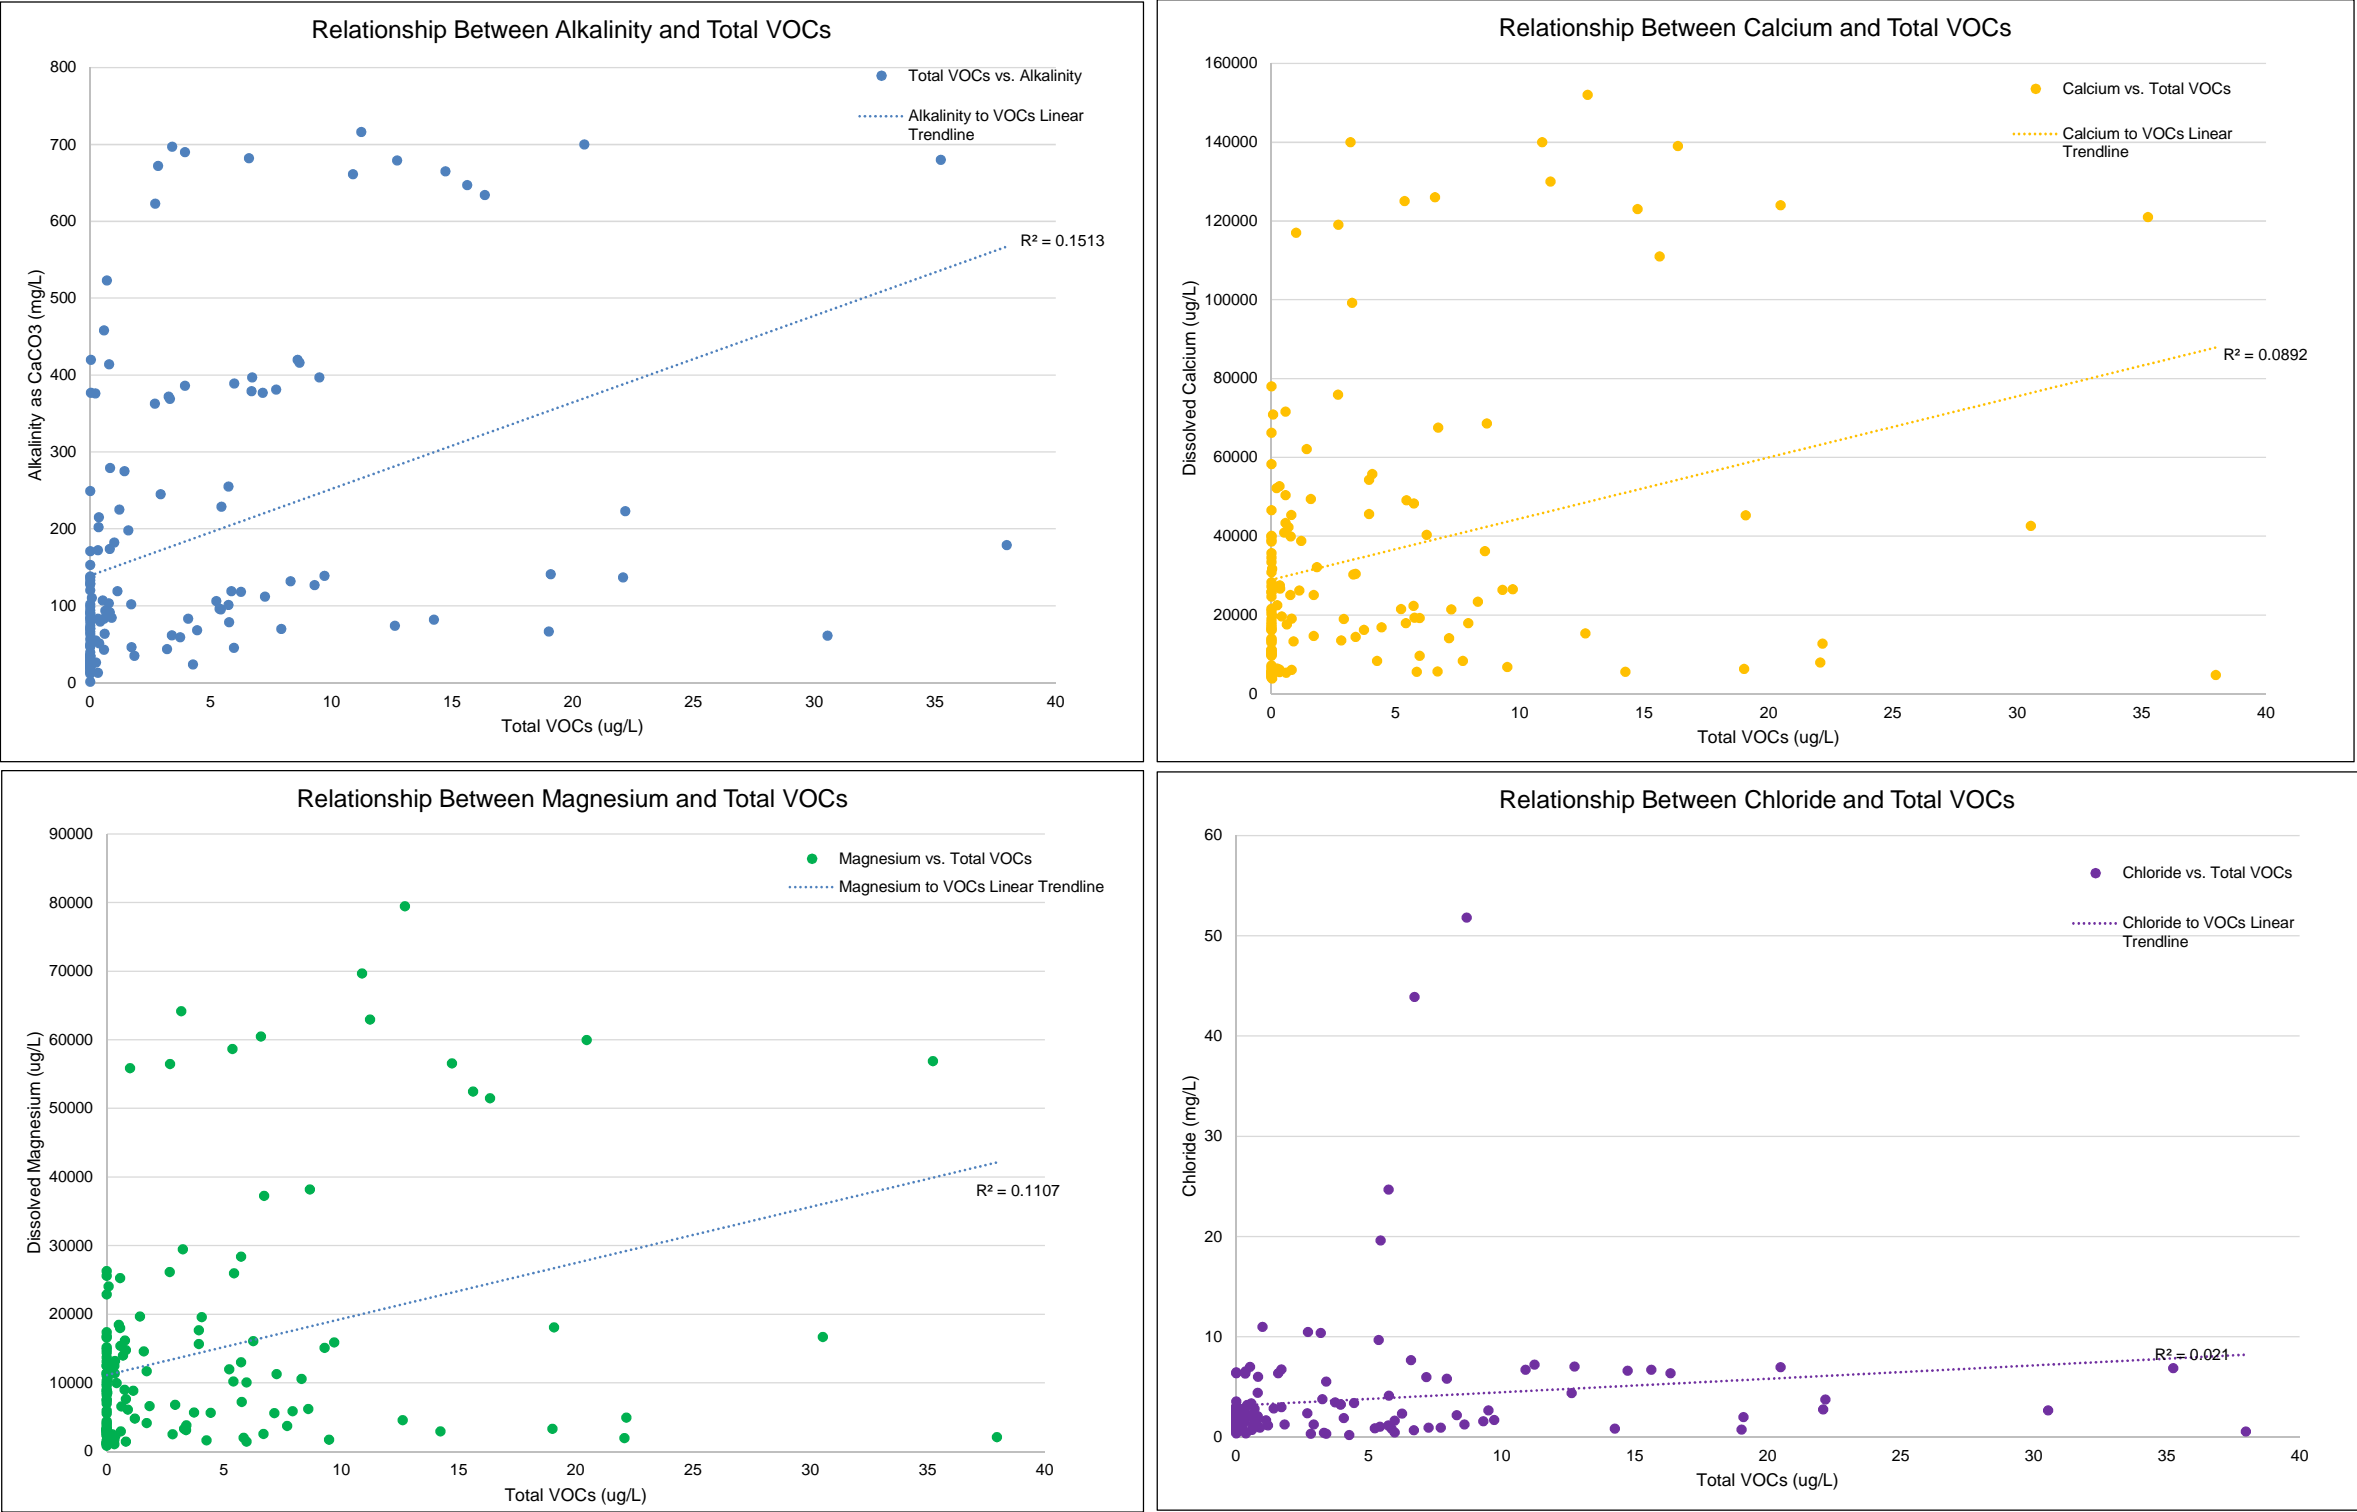 Relationship Between Alkalinity and Total VOCs
800
700
600
500
400
300
200
100
0
0 5 10 15 20 25 30 35 40
Alkalinity as CaCO3 (mg/L)
Total VOCs (ug/L)
Total VOCs vs. Alkalinity
Alkalinity to VOCs Linear
Trendline
R² = 0.1513
Relationship Between Calcium and Total VOCs
160000
140000
120000
100000
80000
60000
40000
20000
0
0 5 10 15 20 25 30 35 40
Dissolved Calcium (ug/L)
Total VOCs (ug/L)
Calcium vs. Total VOCs
Calcium to VOCs Linear
Trendline
R² = 0.0892
Relationship Between Magnesium and Total VOCs
90000
80000
70000
60000
50000
40000
30000
20000
10000
0
0 5 10 15 20 25 30 35 40
Dissolved Magnesium (ug/L)
Total VOCs (ug/L)
Magnesium vs. Total VOCs
Magnesium to VOCs Linear Trendline
R² = 0.1107
Relationship Between Chloride and Total VOCs
60
50
40
30
20
10
0
0 5 10 15 20 25 30 35 40
Chloride (mg/L)
Total VOCs (ug/L)
Chloride vs. Total VOCs
Chloride to VOCs Linear
Trendline
R² = 0.021